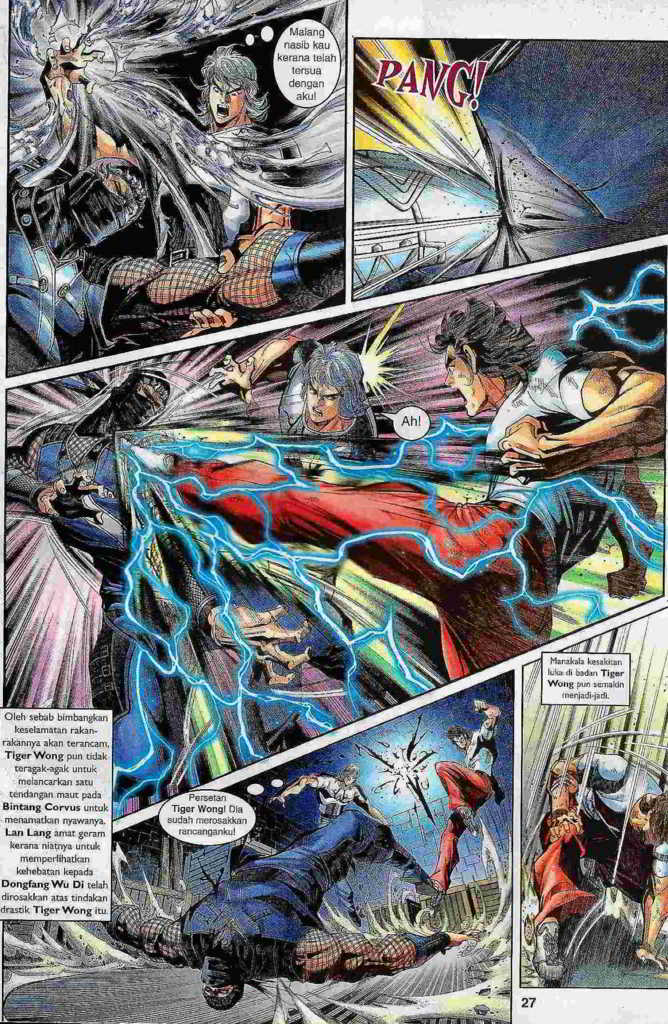 Malang
nasib kau
kerana telah
tersua
dengan
aku!
PANG!
Ah!
Oleh sebab bimbangkan
keselamatan rakan-
rakannya akan terancam,
Tiger Wong pun tidak
teragak-agak untuk
melancarkan satu
tendangan maut pada
Bintang Corvus untuk
menamatkan nyawanya.
Lan Lang amat geram
kerana niatnya untuk
memperlihatkan
kehebatan kepada
Dongfang Wu Di telah
dirosakkan atas tindakan
drastik Tiger Wong itu.
Persetan
Tiger Wong! Dia
sudah merosakkan
rancanganku!
Manakala kesakitan
luka di badan Tiger
Wong pun semakin
menjadi-jadi.
27